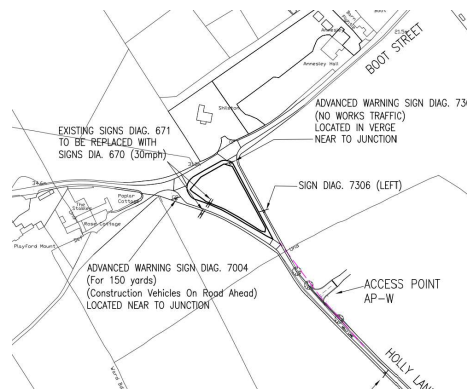 BOOT STREET
Annesley Hall
Shileton
ADVANCED WARNING SIGN DIAG. 73
(NO WORKS TRAFFIC)
LOCATED IN VERGE
NEAR TO JUNCTION
EXISTING SIGNS DIAG. 671
TO BE REPLACED WITH
SIGNS DIA. 670 (30mph)
SIGN DIAG. 7306 (LEFT)
Poplar
Cottage
The
Stables
Rose Cottage
Playford Mount
ADVANCED WARNING SIGN DIAG. 7004
(For 150 yards)
(Construction Vehicles On Road Ahead)
LOCATED NEAR TO JUNCTION
ACCESS POINT
AP-W
HOLLY LAN